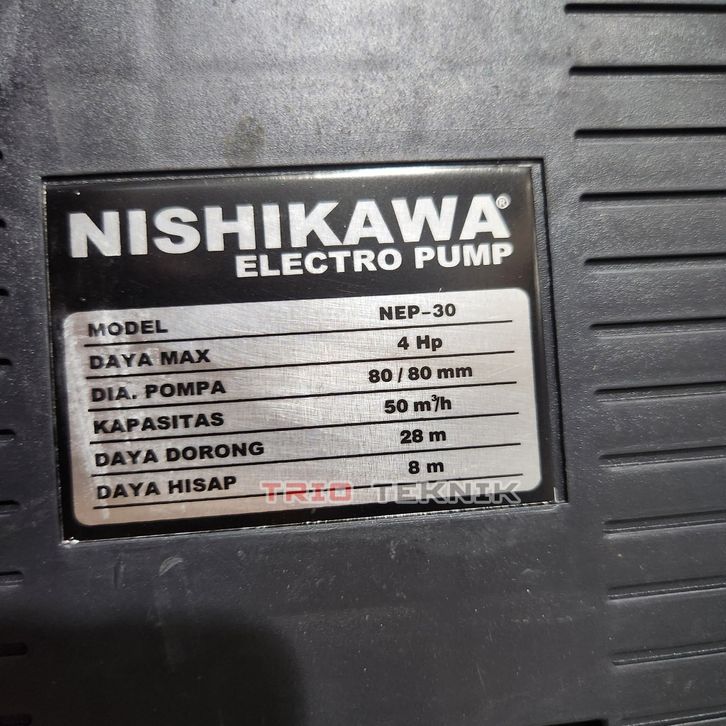 NISHIKAWA®
ELECTRO PUMP
MODEL NEP-30
DAYA MAX 4 Hp
DIA. POMPA 80 / 80 mm
KAPASITAS 50 m³/h
DAYA DORONG 28 m
DAYA HISAP 8 m
TRIO TEKNIK